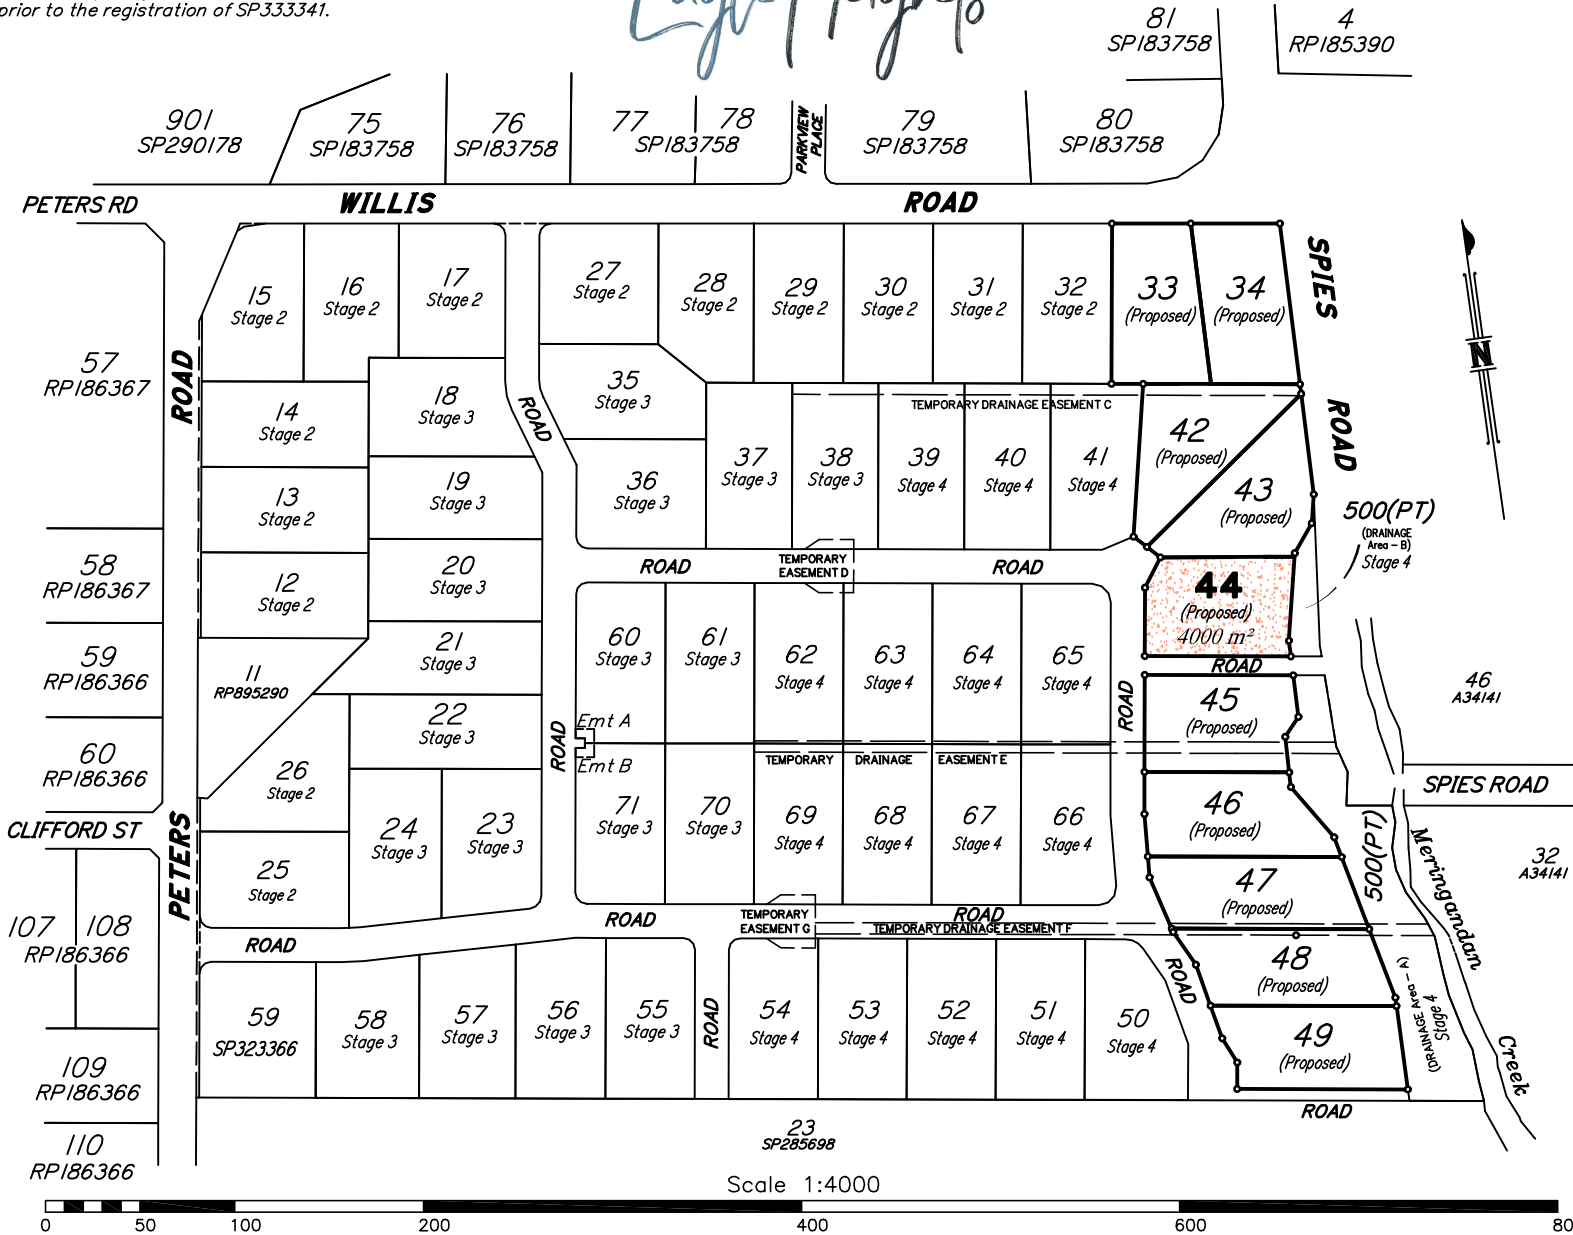 prior to the registration of SP333341.
81
SP183758
4
RP185390
901
SP290178
75
SP183758
76
SP183758
77
78
SP183758
PARKVIEW
PLACE
79
SP183758
80
SP183758
PETERS RD
WILLIS
ROAD
SPIES
ROAD
N
15
Stage 2
16
Stage 2
17
Stage 2
27
Stage 2
28
Stage 2
29
Stage 2
30
Stage 2
31
Stage 2
32
Stage 2
33
(Proposed)
34
(Proposed)
57
RP186367
ROAD
14
Stage 2
18
Stage 3
ROAD
35
Stage 3
TEMPORARY DRAINAGE EASEMENT C
13
Stage 2
19
Stage 3
36
Stage 3
37
Stage 3
38
Stage 3
39
Stage 4
40
Stage 4
41
Stage 4
42
(Proposed)
43
(Proposed)
500(PT)
(DRAINAGE
Area - B)
Stage 4
58
RP186367
12
Stage 2
20
Stage 3
ROAD
TEMPORARY
EASEMENT D
ROAD
44
(Proposed)
4000 m²
ROAD
59
RP186366
11
RP895290
21
Stage 3
60
Stage 3
61
Stage 3
62
Stage 4
63
Stage 4
64
Stage 4
65
Stage 4
ROAD
45
(Proposed)
46
A34141
60
RP186366
26
Stage 2
22
Stage 3
ROAD
Emt A
Emt B
TEMPORARY DRAINAGE EASEMENT E
SPIES ROAD
CLIFFORD ST
PETERS
25
Stage 2
24
Stage 3
23
Stage 3
71
Stage 3
70
Stage 3
69
Stage 4
68
Stage 4
67
Stage 4
66
Stage 4
46
(Proposed)
500(PT)
Meringandan
32
A34141
107
108
RP186366
ROAD
ROAD
TEMPORARY
EASEMENT G
ROAD
TEMPORARY DRAINAGE EASEMENT F
47
(Proposed)
48
(Proposed)
ROAD
(DRAINAGE Area - A)
Stage 4
59
SP323366
58
Stage 3
57
Stage 3
56
Stage 3
55
Stage 3
ROAD
54
Stage 4
53
Stage 4
52
Stage 4
51
Stage 4
50
Stage 4
49
(Proposed)
Creek
109
RP186366
ROAD
110
RP186366
23
SP285698
Scale 1:4000
0 50 100 200 400 600 80